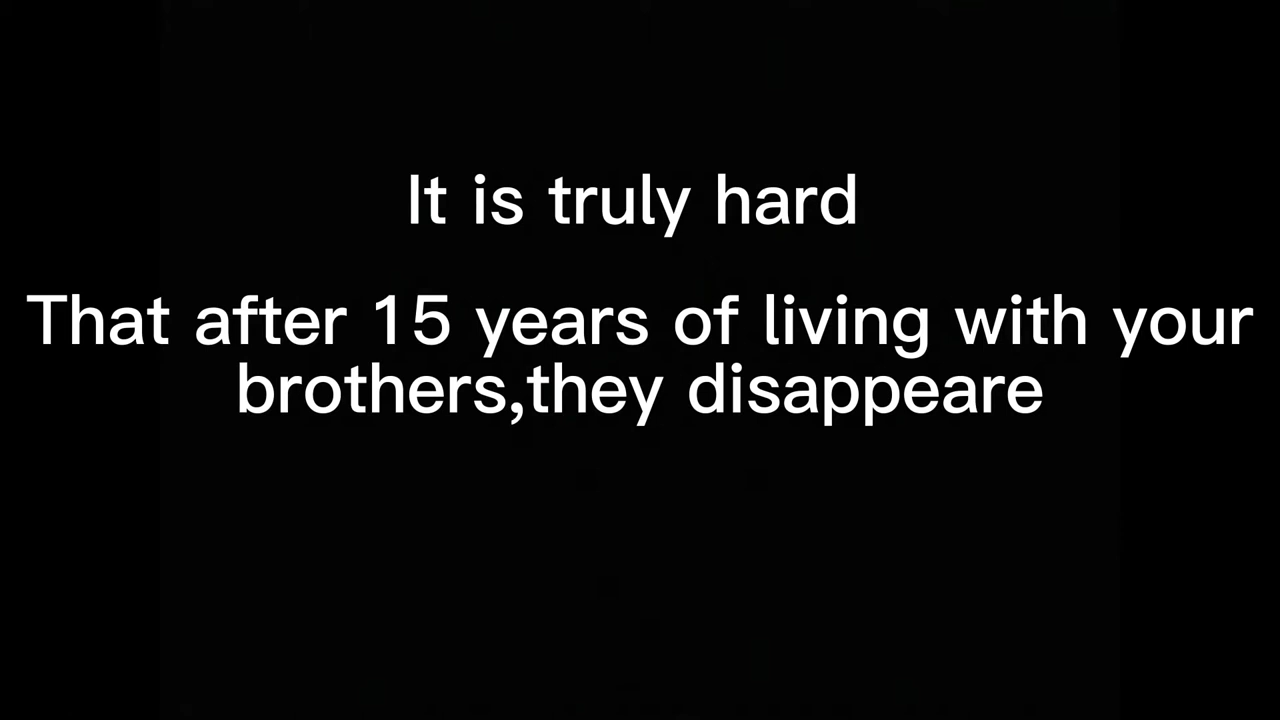 It is truly hard
That after 15 years of living with your
brothers,they disappeare